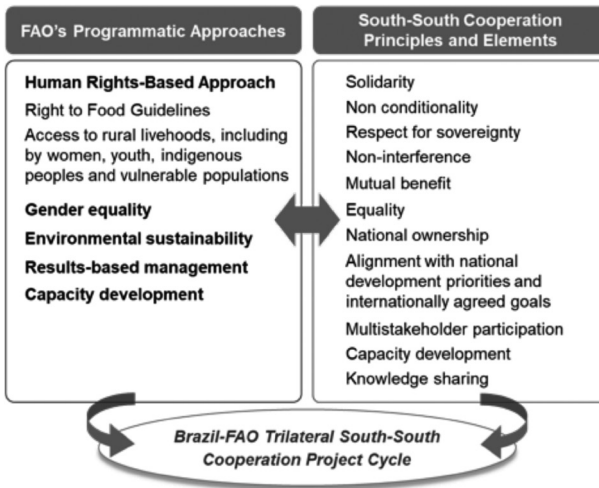 FAO's Programmatic Approaches
Human Rights-Based Approach
Right to Food Guidelines
Access to rural livehoods, including
by women, youth, indigenous
peoples and vulnerable populations
Gender equality
Environmental sustainability
Results-based management
Capacity development
South-South Cooperation
Principles and Elements
Solidarity
Non conditionality
Respect for sovereignty
Non-interference
Mutual benefit
Equality
National ownership
Alignment with national
development priorities and
internationally agreed goals
Multistakeholder participation
Capacity development
Knowledge sharing
Brazil-FAO Trilateral South-South
Cooperation Project Cycle